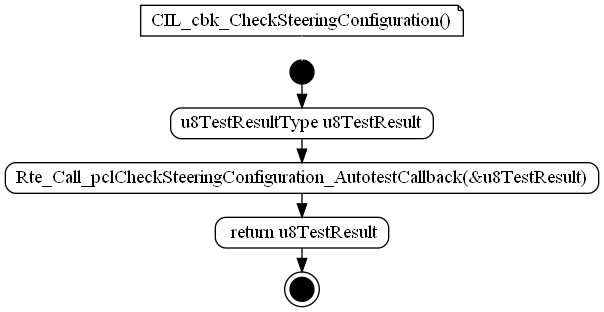 CIL_cbk_CheckSteeringConfiguration()
u8TestResultType u8TestResult
Rte_Call_pclCheckSteeringConfiguration_AutotestCallback(&u8TestResult)
return u8TestResult